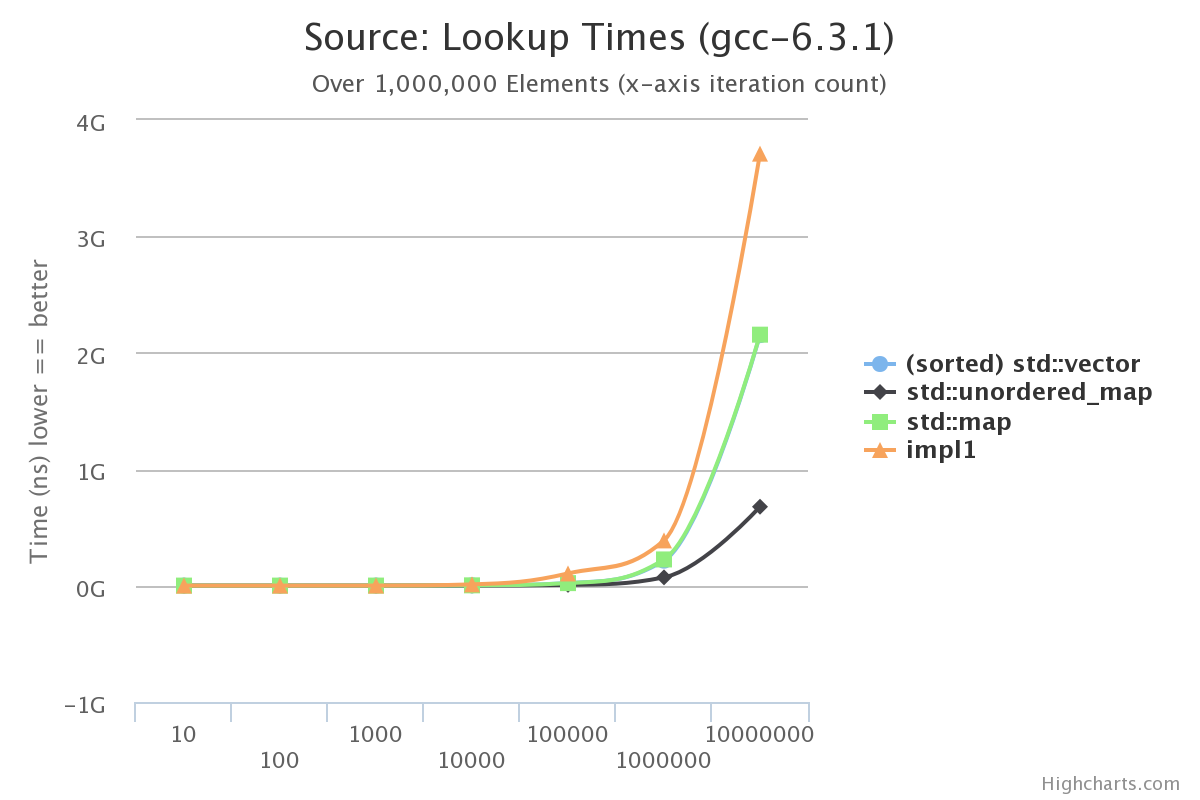 Source: Lookup Times (gcc-6.3.1)
Over 1,000,000 Elements (x-axis iteration count)
Time (ns) lower == better
4G
3G
2G
1G
0G
-1G
10
100
1000
10000
100000
1000000
10000000
(sorted) std::vector
std::unordered_map
std::map
impl1
Highcharts.com